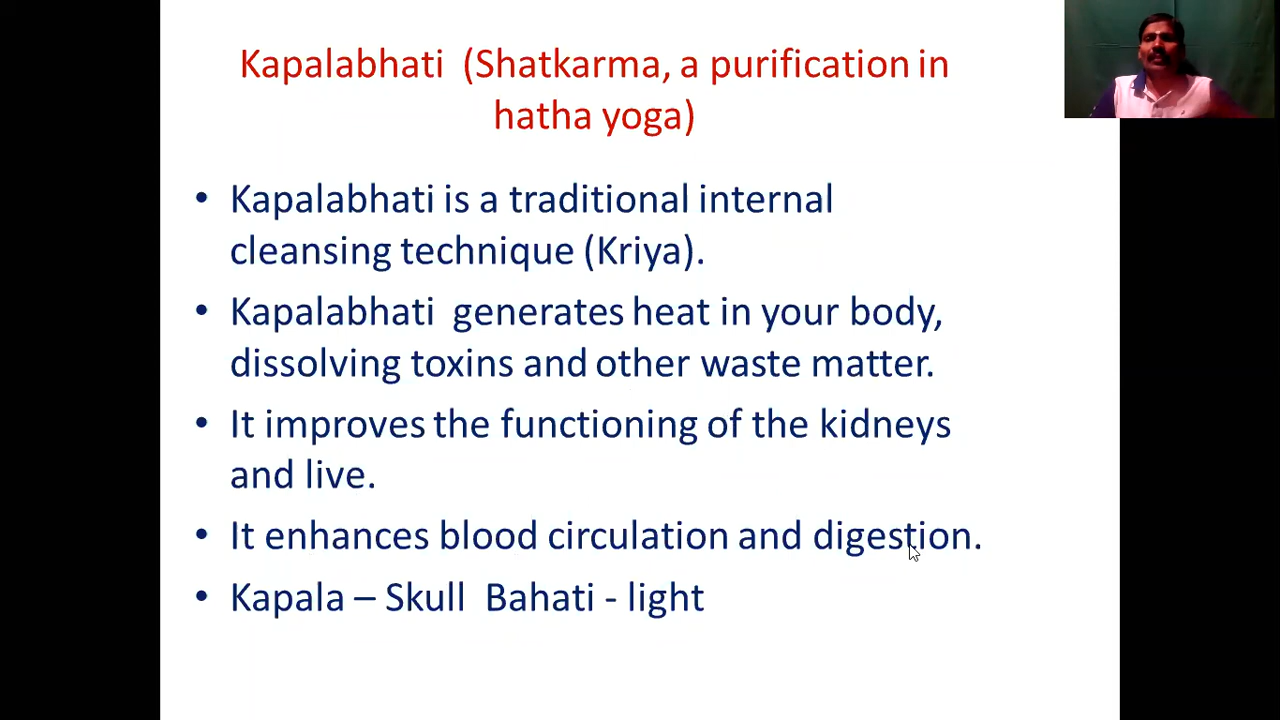 Kapalabhati (Shatkarma, a purification in
hatha yoga)
• Kapalabhati is a traditional internal
cleansing technique (Kriya).
• Kapalabhati generates heat in your body,
dissolving toxins and other waste matter.
• It improves the functioning of the kidneys
and live.
• It enhances blood circulation and digestion.
• Kapala – Skull Bahati - light